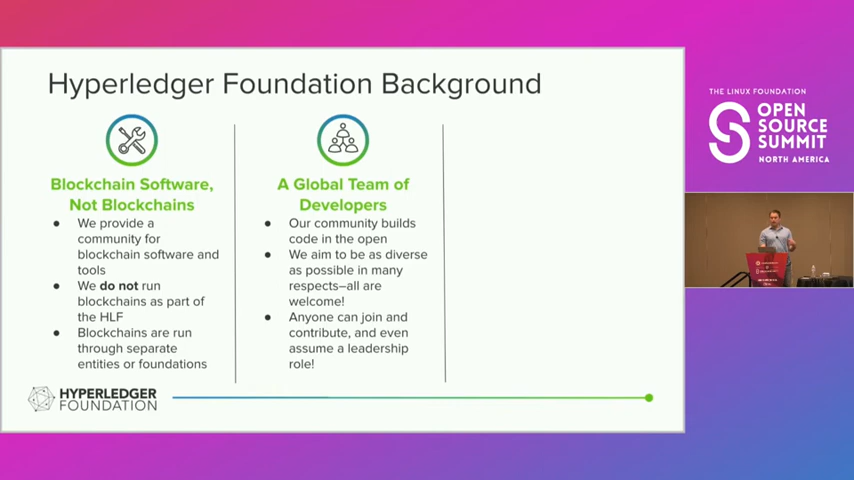 Hyperledger Foundation Background
Blockchain Software,
Not Blockchains
● We provide a
community for
blockchain software and
tools
● We do not run
blockchains as part of
the HLF
● Blockchains are run
through separate
entities or foundations
A Global Team of
Developers
● Our community builds
code in the open
● We aim to be as diverse
as possible in many
respects–all are
welcome!
● Anyone can join and
contribute, and even
assume a leadership
role!
HYPERLEDGER
FOUNDATION
THE LINUX FOUNDATION
OPEN
SOURCE
SUMMIT
NORTH AMERICA